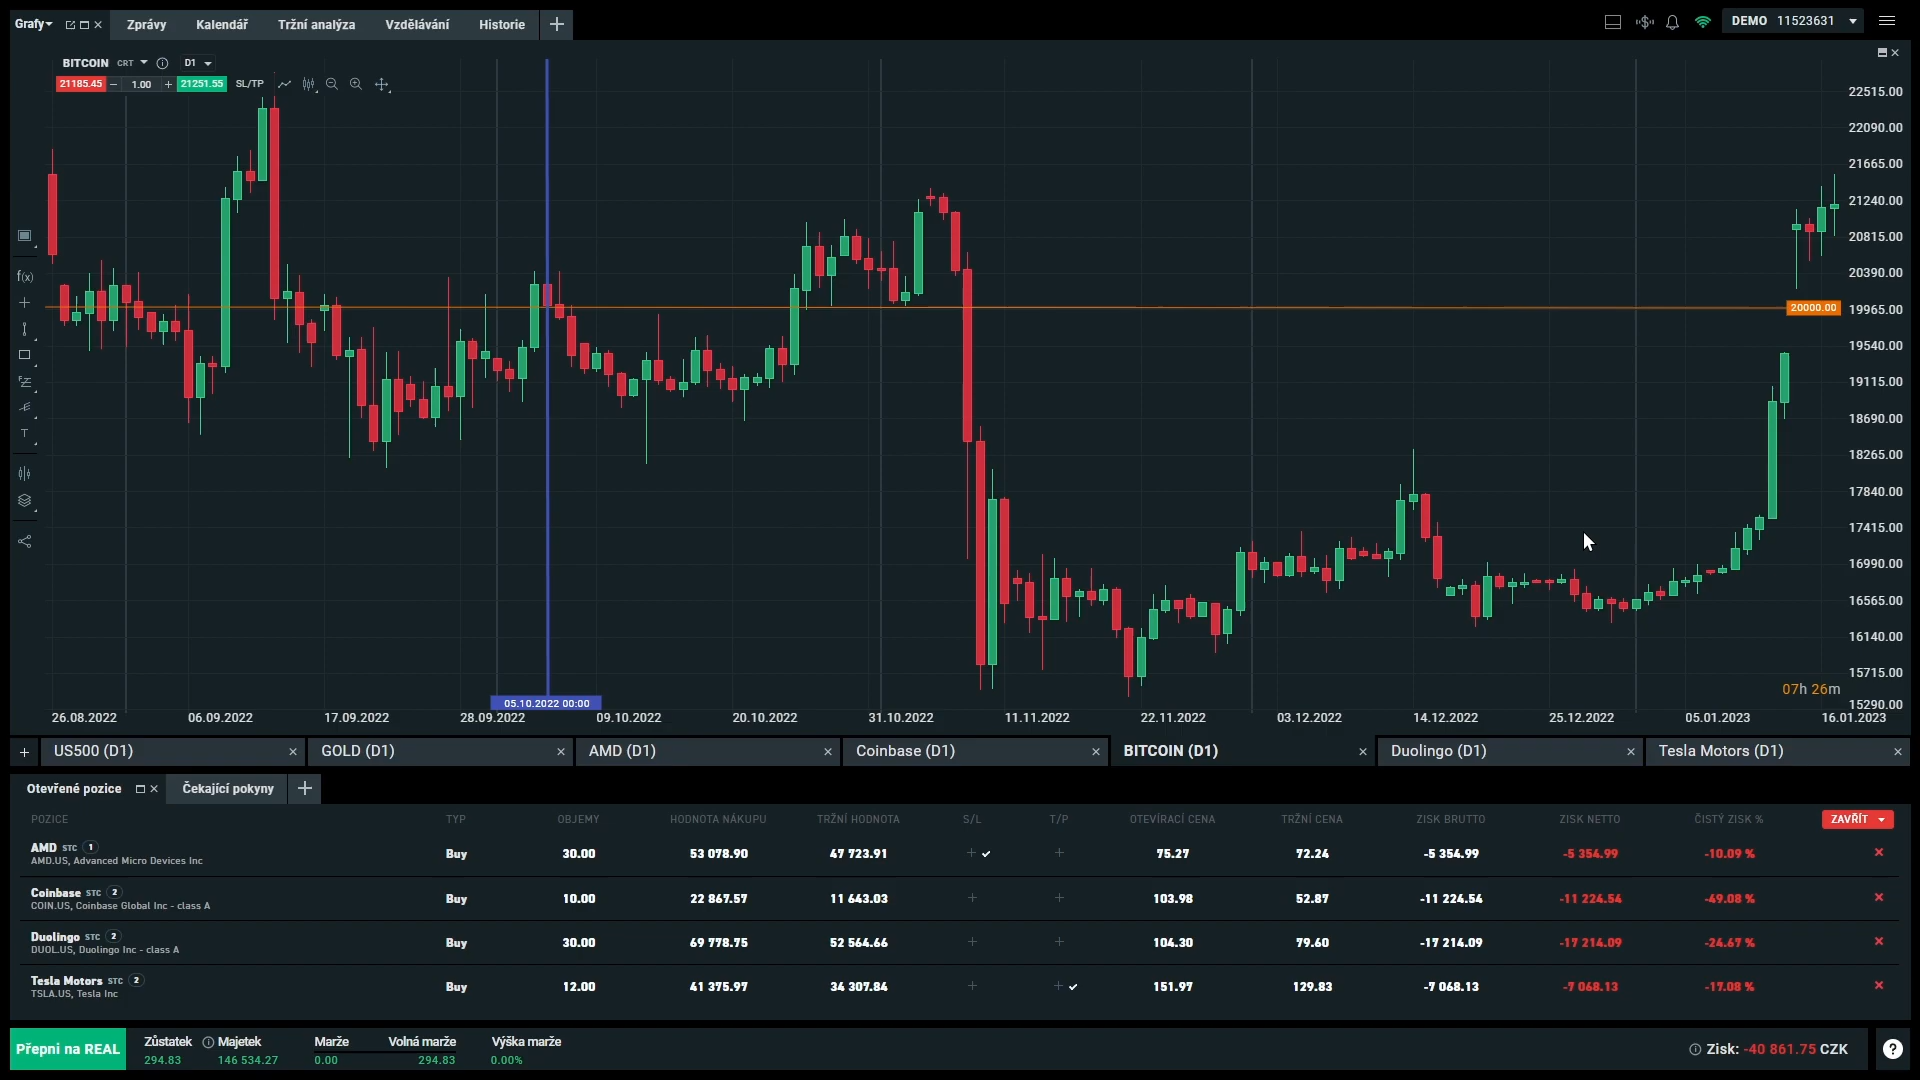 Grafy Zprávy Kalendář Tržní analýza Vzdělávání Historie DEMO 11523631
BITCOIN CRT D1
21185.45 1.00 21251.55 SL/TP
22515.00
22090.00
21665.00
21240.00
20815.00
20390.00
20000.00
19965.00
19540.00
19115.00
18690.00
18265.00
17840.00
17415.00
16990.00
16565.00
16140.00
15715.00
15290.00
f(x)
T
07h 26m
05.10.2022 00:00
26.08.2022 06.09.2022 17.09.2022 28.09.2022 09.10.2022 20.10.2022 31.10.2022 11.11.2022 22.11.2022 03.12.2022 14.12.2022 25.12.2022 05.01.2023 16.01.2023
US500 (D1) GOLD (D1) AMD (D1) Coinbase (D1) BITCOIN (D1) Duolingo (D1) Tesla Motors (D1)
Otevřené pozice Čekající pokyny
POZICE TYP OBJEMY HODNOTA NÁKUPU TRŽNÍ HODNOTA S/L T/P OTEVÍRACÍ CENA TRŽNÍ CENA ZISK BRUTTO ZISK NETTO ČISTÝ ZISK % ZAVŘÍT
AMD STC 1
AMD.US, Advanced Micro Devices Inc
Buy 30.00 53 078.90 47 723.91 75.27 72.24 -5 354.99 -5 354.99 -10.09 %
Coinbase STC 2
COIN.US, Coinbase Global Inc - class A
Buy 10.00 22 867.57 11 643.03 103.98 52.87 -11 224.54 -11 224.54 -49.08 %
Duolingo STC 2
DUOL.US, Duolingo Inc - class A
Buy 30.00 69 778.75 52 564.66 104.30 79.60 -17 214.09 -17 214.09 -24.67 %
Tesla Motors STC 2
TSLA.US, Tesla Inc
Buy 12.00 41 375.97 34 307.84 151.97 129.83 -7 068.13 -7 068.13 -17.08 %
Přepni na REAL
Zůstatek Majetek Marže Volná marže Výška marže
294.83 146 534.27 0.00 294.83 0.00%
Zisk: -40 861.75 CZK ?